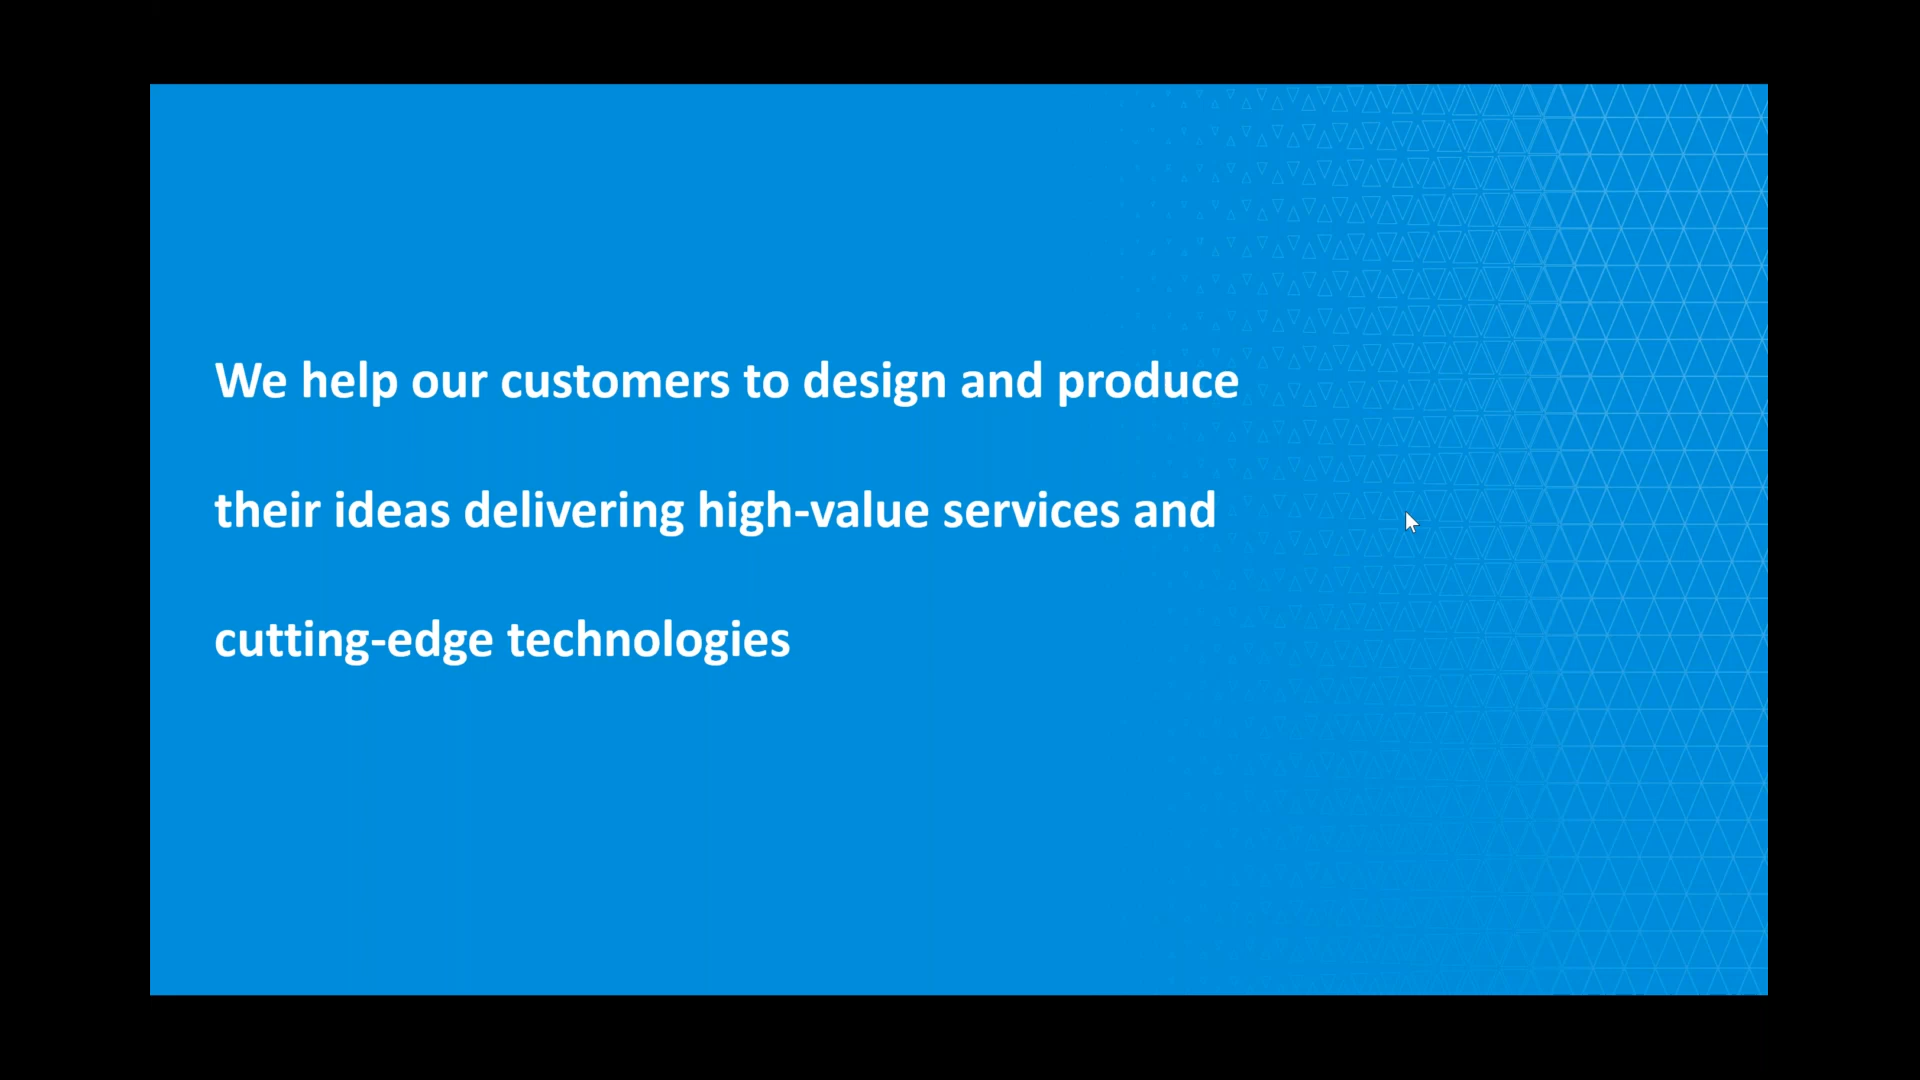 We help our customers to design and produce
their ideas delivering high-value services and
cutting-edge technologies